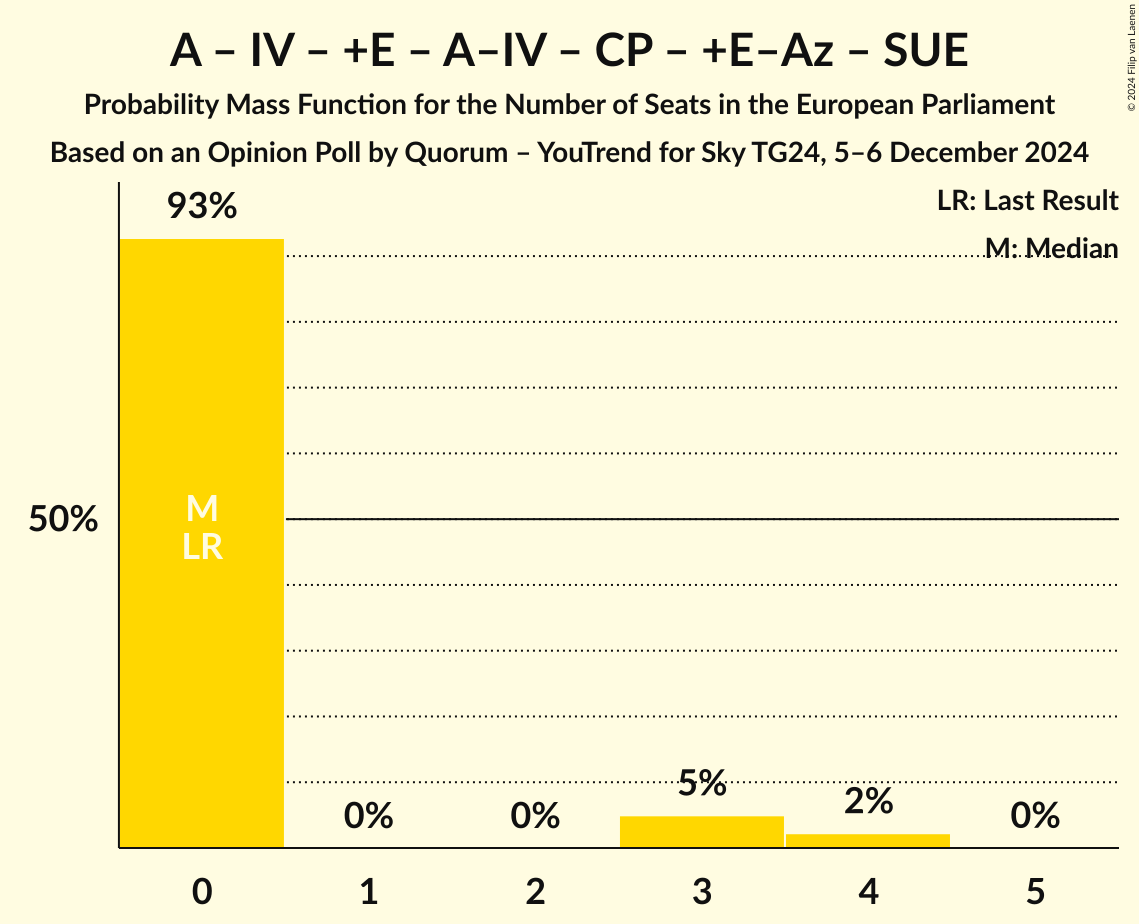 A – IV – +E – A–IV – CP – +E–Az – SUE
Probability Mass Function for the Number of Seats in the European Parliament
Based on an Opinion Poll by Quorum – YouTrend for Sky TG24, 5–6 December 2024
© 2024 Filip van Laenen
LR: Last Result
M: Median
93%
50%
M
LR
0%
0%
5%
2%
0%
0
1
2
3
4
5